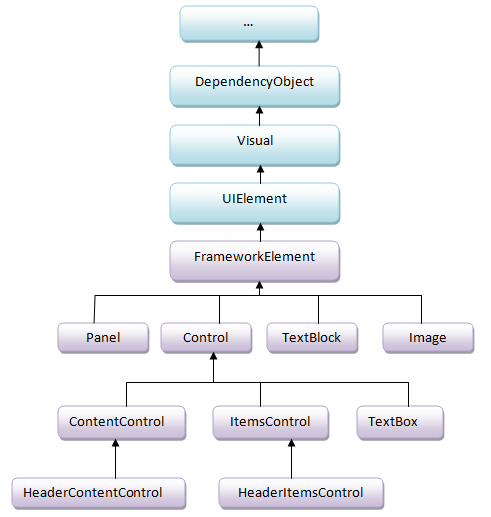 ...
DependencyObject
Visual
UIElement
FrameworkElement
Panel
Control
TextBlock
Image
ContentControl
ItemsControl
TextBox
HeaderContentControl
HeaderItemsControl